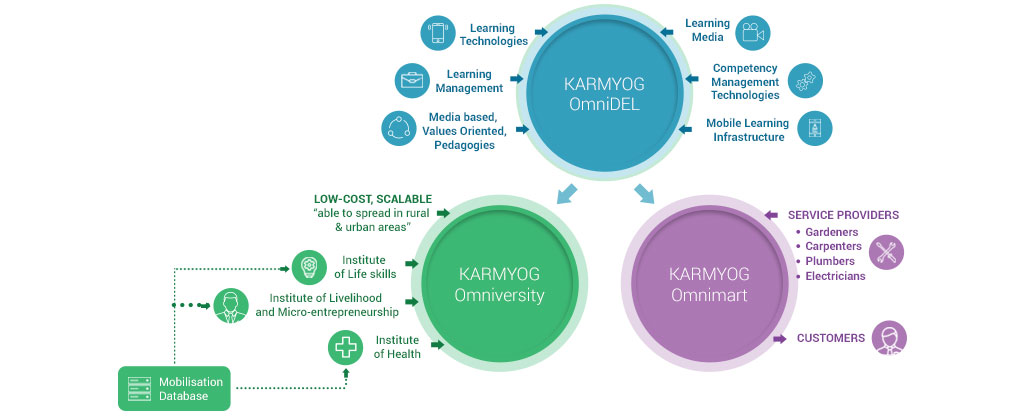 Learning
Technologies
Learning
Management
Media based,
Values Oriented,
Pedagogies
KARMYOG
OmniDEL
Learning
Media
Competency
Management
Technologies
Mobile Learning
Infrastructure
LOW-COST, SCALABLE
“able to spread in rural
& urban areas”
Institute
of Life skills
Institute of Livelihood
and Micro-entrepreneurship
Institute
of Health
Mobilisation
Database
KARMYOG
Omniversity
KARMYOG
Omnimart
SERVICE PROVIDERS
• Gardeners
• Carpenters
• Plumbers
• Electricians
CUSTOMERS